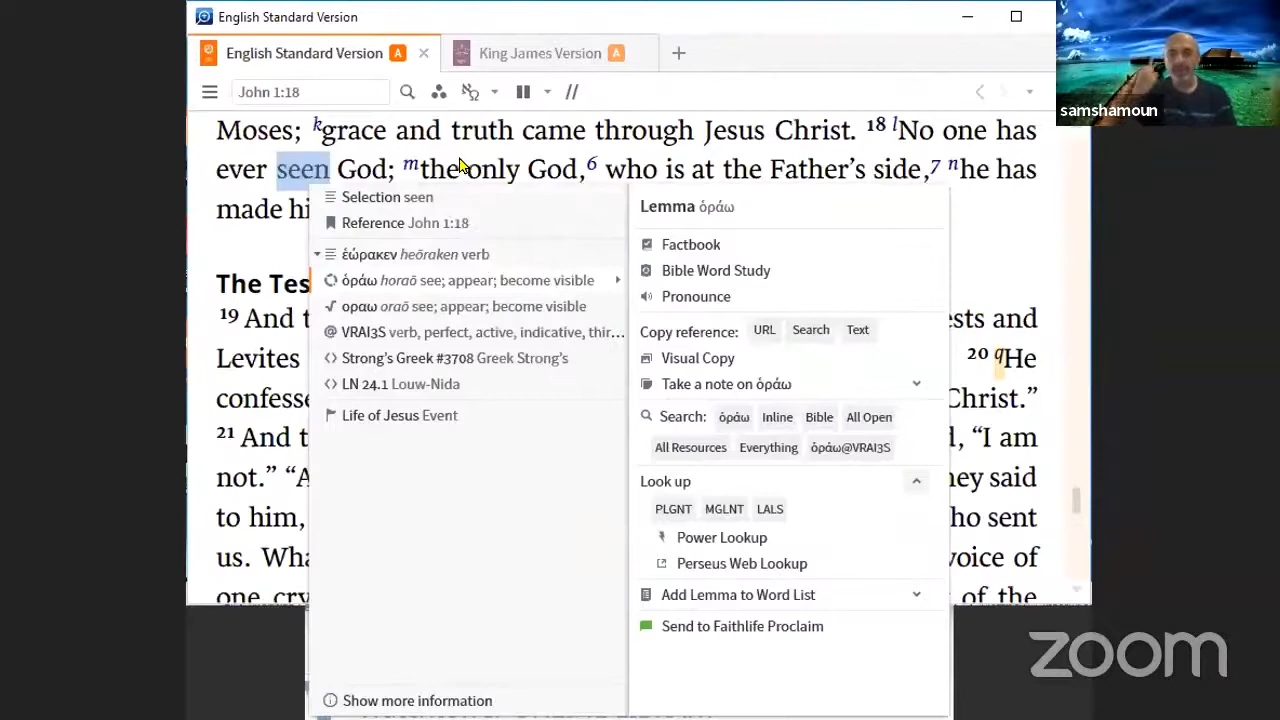 English Standard Version
English Standard Version A
King James Version A
John 1:18
samshamoun
Moses; kgrace and truth came through Jesus Christ. 18 lNo one has
ever seen God; mthe only God,6 who is at the Father's side,7 nhe has
made hi
Selection seen
Reference John 1:18
ἑώρακεν heōraken verb
ὁράω horaō see; appear; become visible
οραω oraō see; appear; become visible
@ VRAI3S verb, perfect, active, indicative, thir...
<> Strong's Greek #3708 Greek Strong's
<> LN 24.1 Louw-Nida
Life of Jesus Event
Show more information
Lemma ὁράω
Factbook
Bible Word Study
Pronounce
Copy reference: URL Search Text
Visual Copy
Take a note on ὁράω
Search: ὁράω Inline Bible All Open
All Resources Everything ὁράω@VRAI3S
Look up
PLGNT MGLNT LALS
Power Lookup
Perseus Web Lookup
Add Lemma to Word List
Send to Faithlife Proclaim
The Tes
19 And t ests and
Levites 20 qHe
confesse Christ."
21 And t d, "I am
not." "A hey said
to him, ho sent
us. Wha voice of
one cry of the
zoom